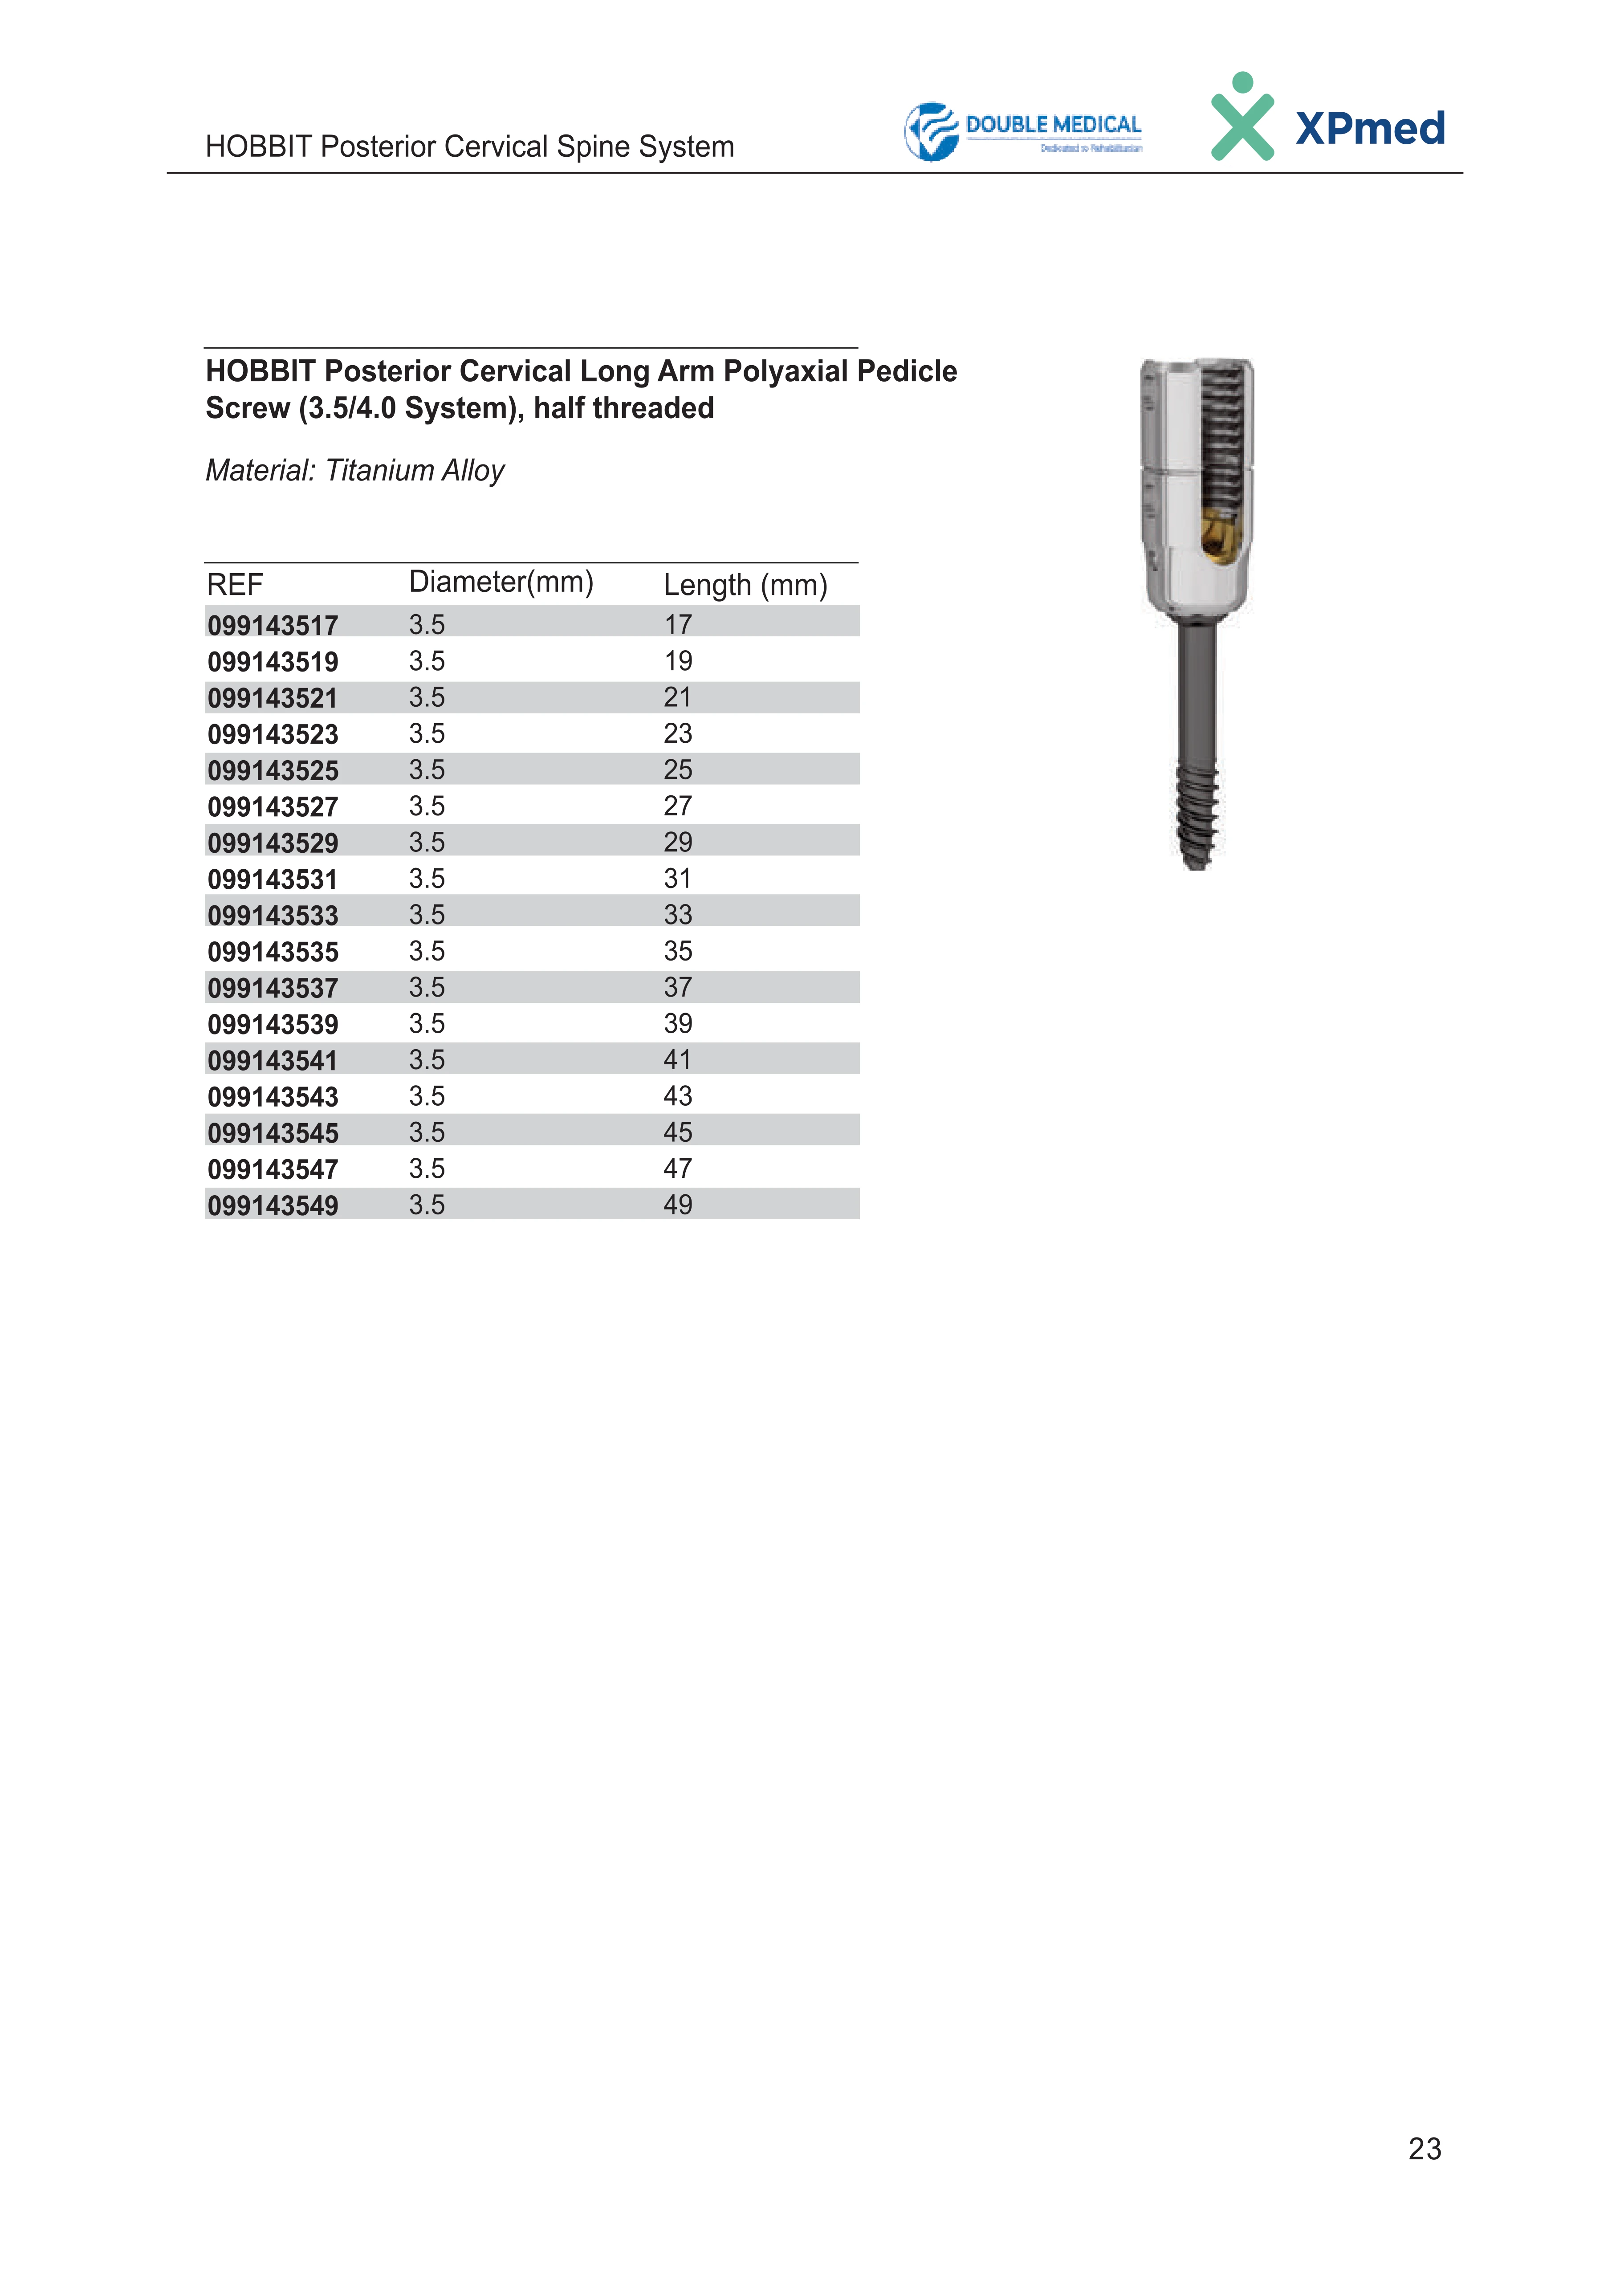 HOBBIT Posterior Cervical Spine System
DOUBLE MEDICAL
Dedicated to Rehabilitation
XPmed
HOBBIT Posterior Cervical Long Arm Polyaxial Pedicle
Screw (3.5/4.0 System), half threaded
Material: Titanium Alloy
REF Diameter(mm) Length (mm)
099143517 3.5 17
099143519 3.5 19
099143521 3.5 21
099143523 3.5 23
099143525 3.5 25
099143527 3.5 27
099143529 3.5 29
099143531 3.5 31
099143533 3.5 33
099143535 3.5 35
099143537 3.5 37
099143539 3.5 39
099143541 3.5 41
099143543 3.5 43
099143545 3.5 45
099143547 3.5 47
099143549 3.5 49
23